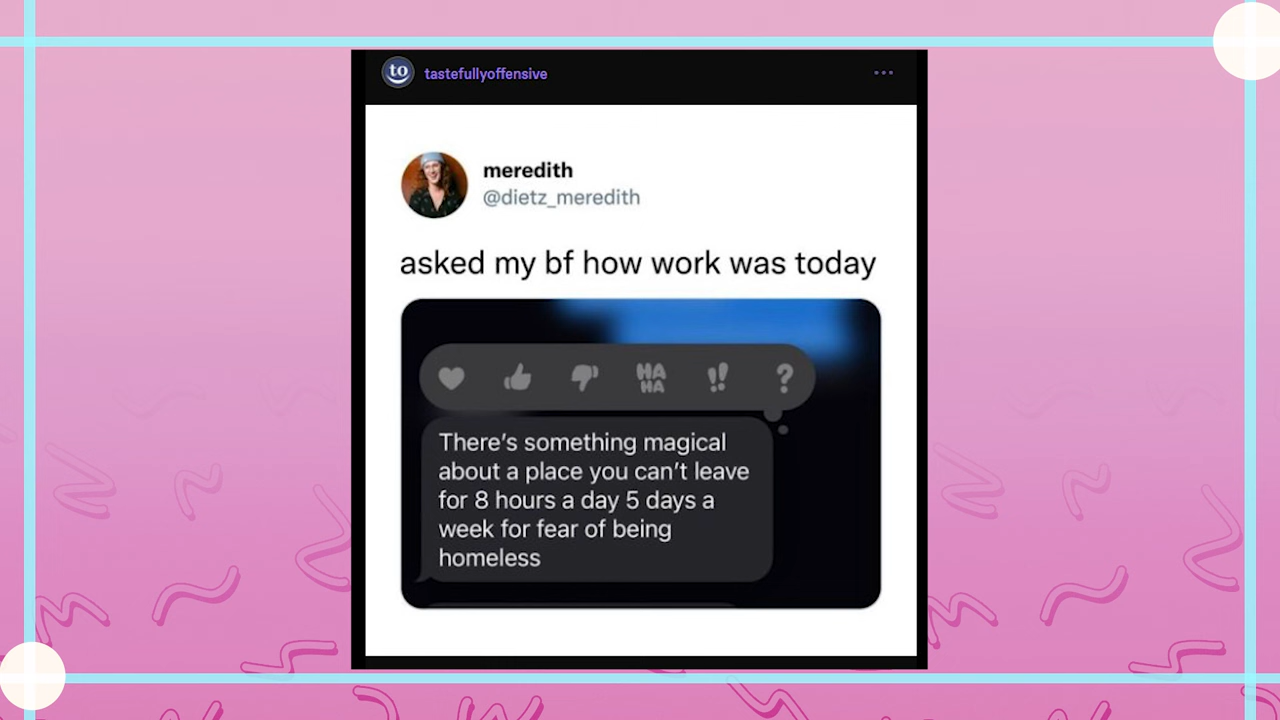 to
tastefullyoffensive
meredith
@dietz_meredith
asked my bf how work was today
HA
HA
!!
?
There's something magical
about a place you can't leave
for 8 hours a day 5 days a
week for fear of being
homeless